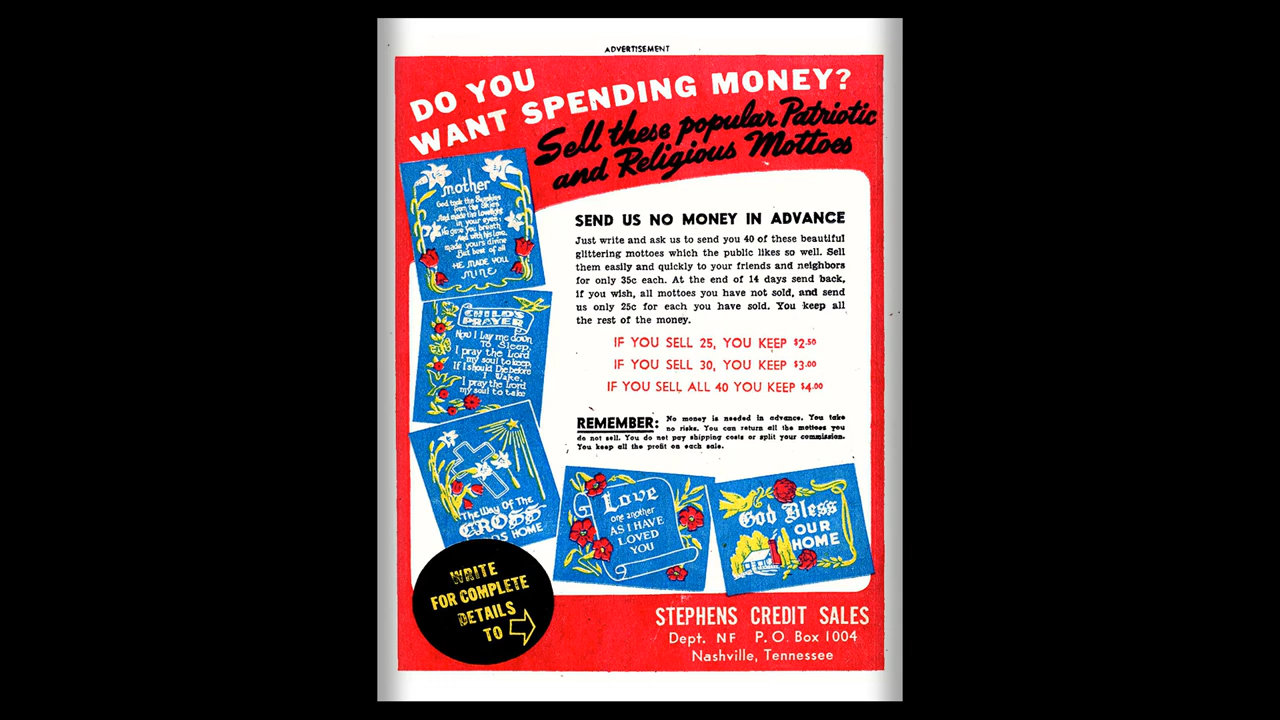 ADVERTISEMENT
DO YOU
WANT SPENDING MONEY?
Sell these popular Patriotic
and Religious Mottoes
mother
God took the Sunshine
from the Skies
And made the lovelight
in your eyes,
He gave you breath
And with his love,
made yours divine
But best of all
HE MADE YOU
MINE
CHILD'S
PRAYER
Now I lay me down
To Sleep,
I pray the Lord
my soul to keep,
If I should Die before
I Wake,
I pray the Lord
my soul to take
The Way Of The
CROSS
HOME
SEND US NO MONEY IN ADVANCE
Just write and ask us to send you 40 of these beautiful
glittering mottoes which the public likes so well. Sell
them easily and quickly to your friends and neighbors
for only 35c each. At the end of 14 days send back,
if you wish, all mottoes you have not sold, and send
us only 25c for each you have sold. You keep all
the rest of the money.
IF YOU SELL 25, YOU KEEP $2.50
IF YOU SELL 30, YOU KEEP $3.00
IF YOU SELL ALL 40 YOU KEEP $4.00
REMEMBER: No money is needed in advance. You take
no risks. You can return all the mottoes you
do not sell. You do not pay shipping costs or split your commission.
You keep all the profit on each sale.
Love
one another
AS I HAVE
LOVED
YOU
God Bless
OUR
HOME
WRITE
FOR COMPLETE
DETAILS
TO
STEPHENS CREDIT SALES
Dept. NF P. O. Box 1004
Nashville, Tennessee